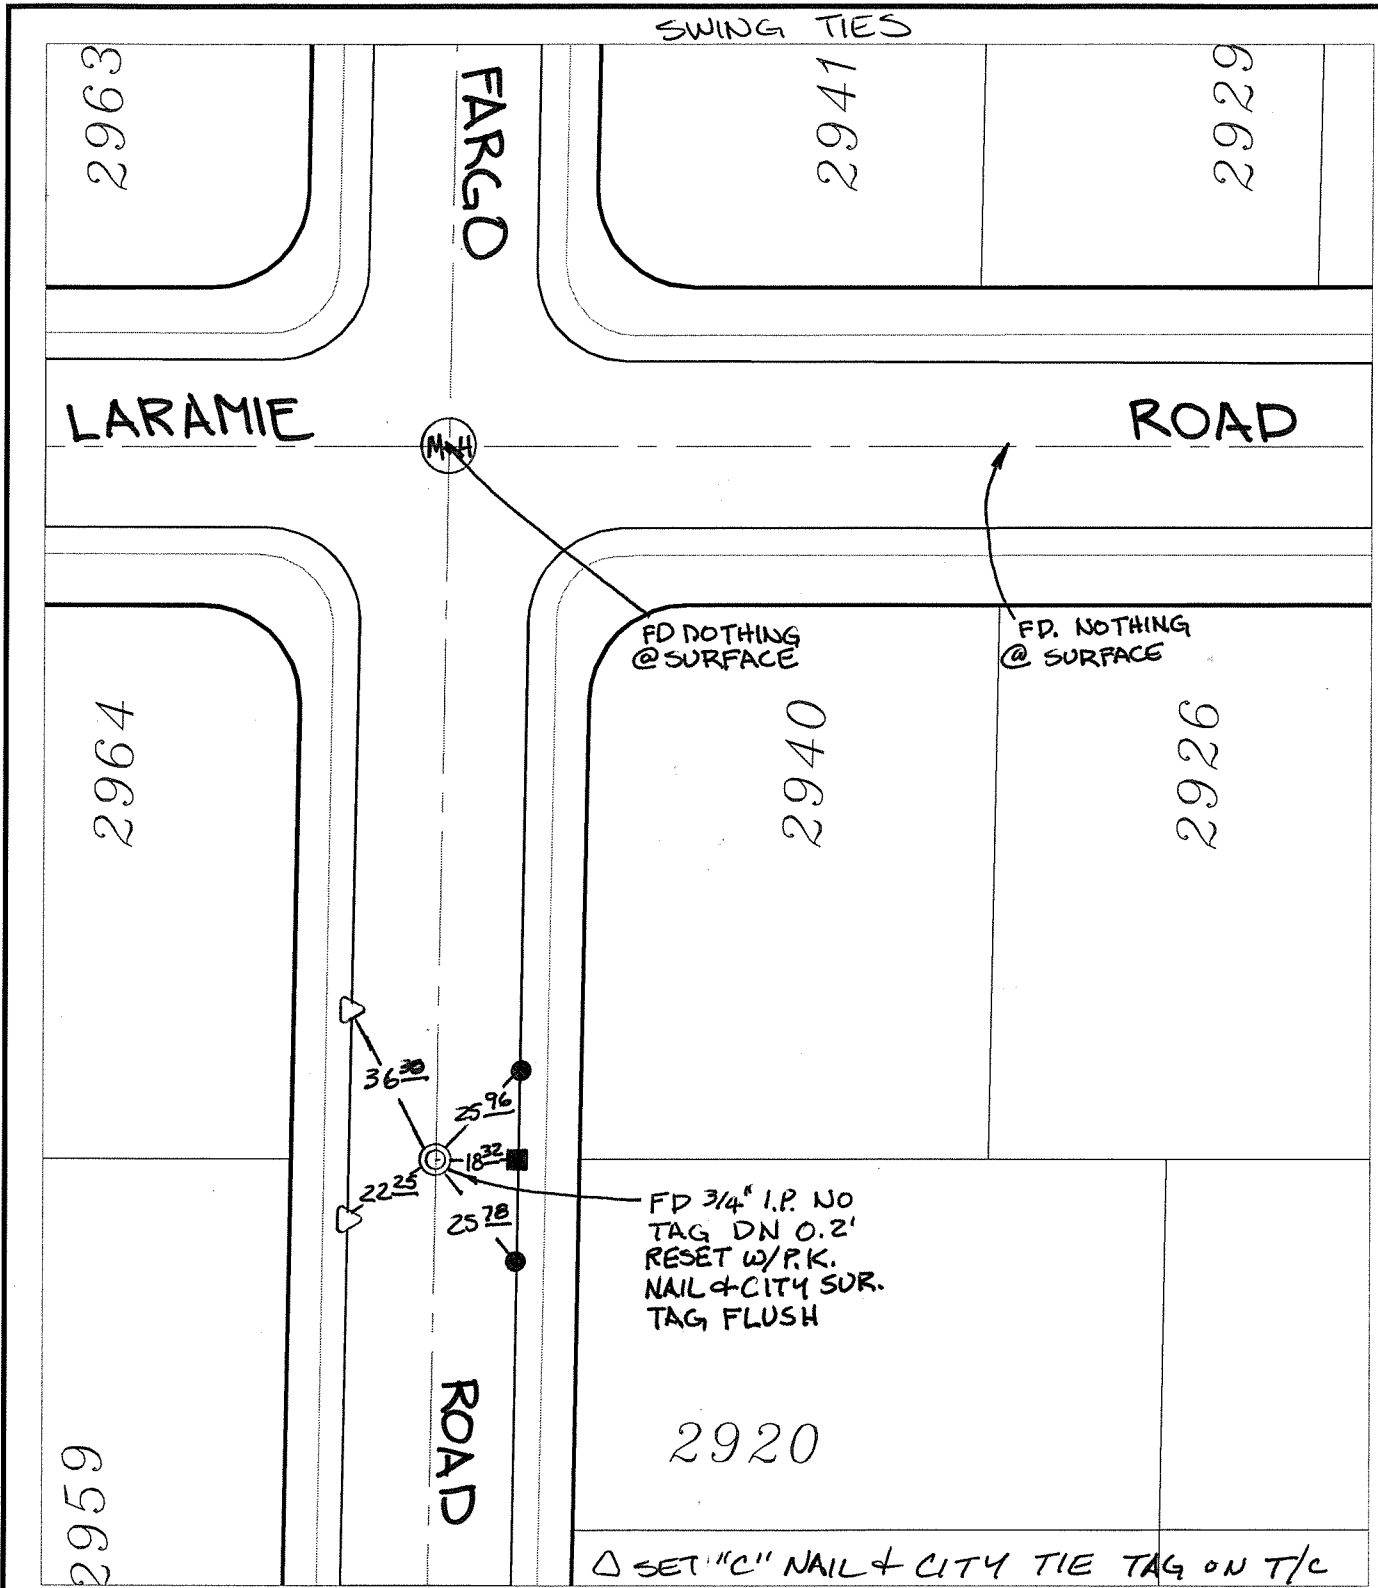 SWING TIES
2963
FARGO
2941
2929
LARAMIE
MH
ROAD
FD DOTHING
@ SURFACE
FD. NOTHING
@ SURFACE
2964
2940
2926
36 30
25 96
18 32
22 25
25 78
FD 3/4" I.P. NO
TAG DN 0.2'
RESET W/P.K.
NAIL & CITY SUR.
TAG FLUSH
ROAD
2920
2959
△ SET "C" NAIL & CITY TIE TAG ON T/C